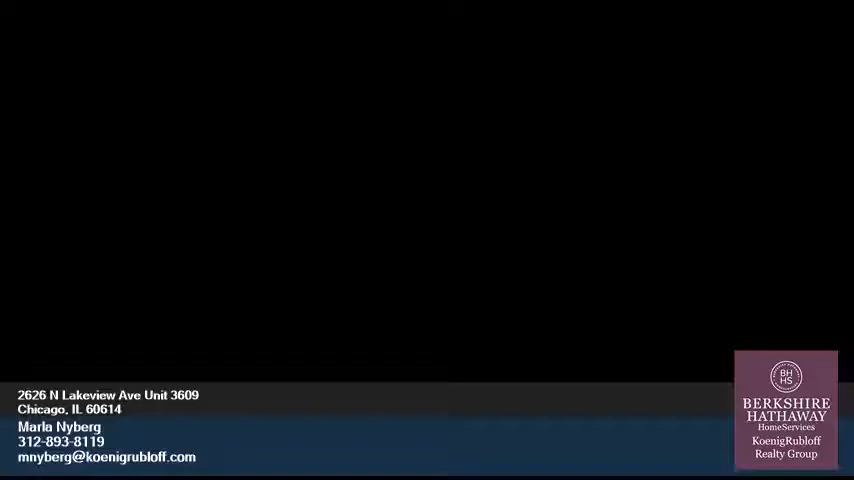 2626 N Lakeview Ave Unit 3609
Chicago, IL 60614
Marla Nyberg
312-893-8119
mnyberg@koenigrubloff.com
BH
HS
BERKSHIRE
HATHAWAY
HomeServices
KoenigRubloff
Realty Group